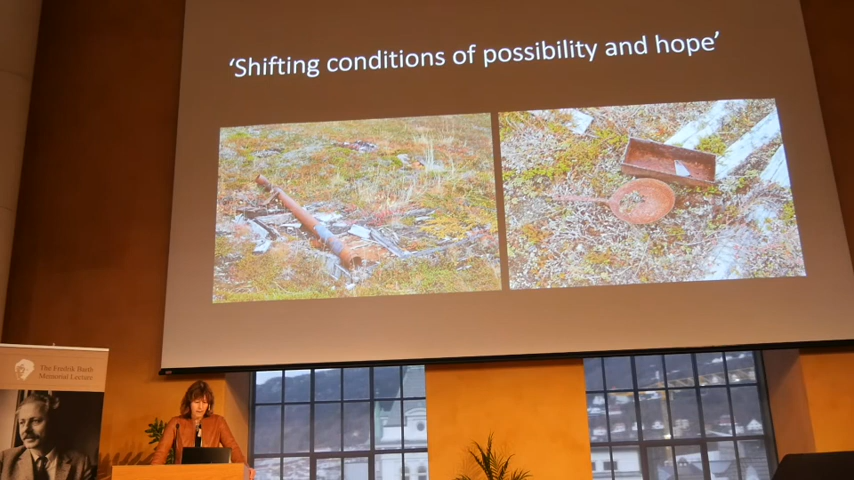 ‘Shifting conditions of possibility and hope’
The Fredrik Barth
Memorial Lecture